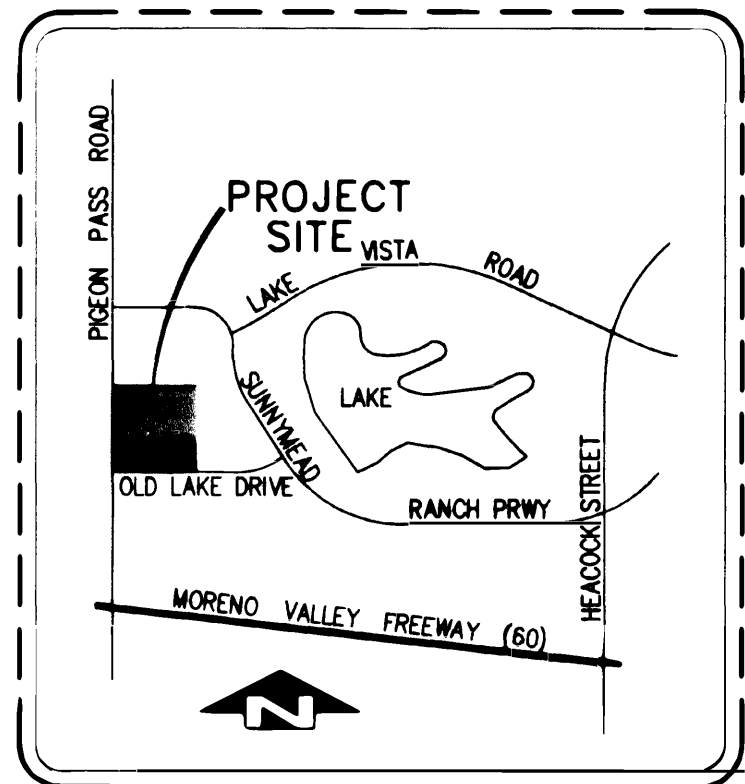 PIGEON PASS ROAD
PROJECT
SITE
LAKE VISTA ROAD
LAKE
SUNNYMEAD
RANCH PRWY
OLD LAKE DRIVE
HEACOCK STREET
MORENO VALLEY FREEWAY (60)
N